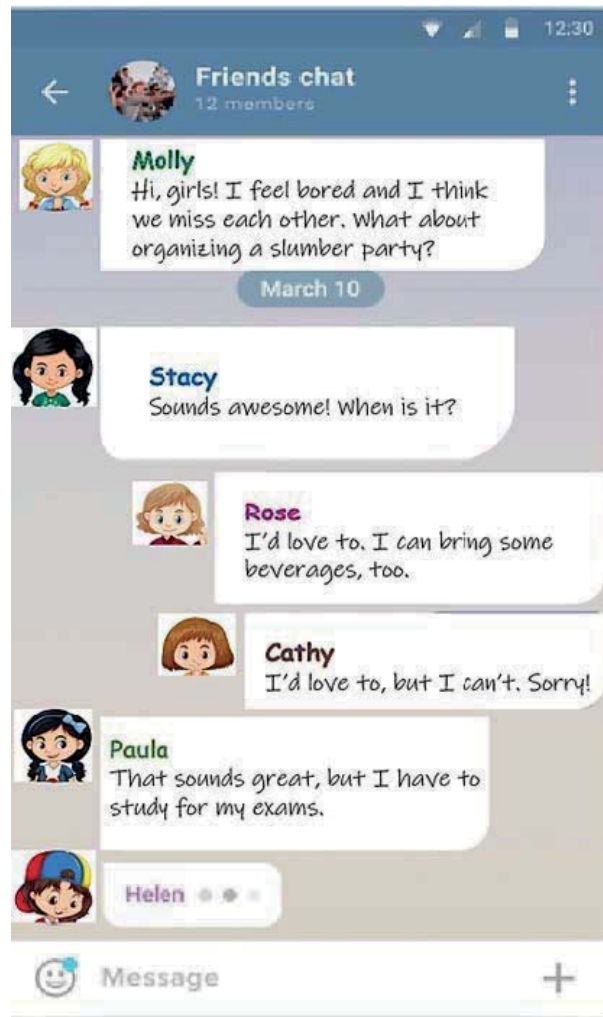 12:30
Friends chat
12 members
Molly
Hi, girls! I feel bored and I think
we miss each other. What about
organizing a slumber party?
March 10
Stacy
Sounds awesome! When is it?
Rose
I'd love to. I can bring some
beverages, too.
Cathy
I'd love to, but I can't. Sorry!
Paula
That sounds great, but I have to
study for my exams.
Helen
Message